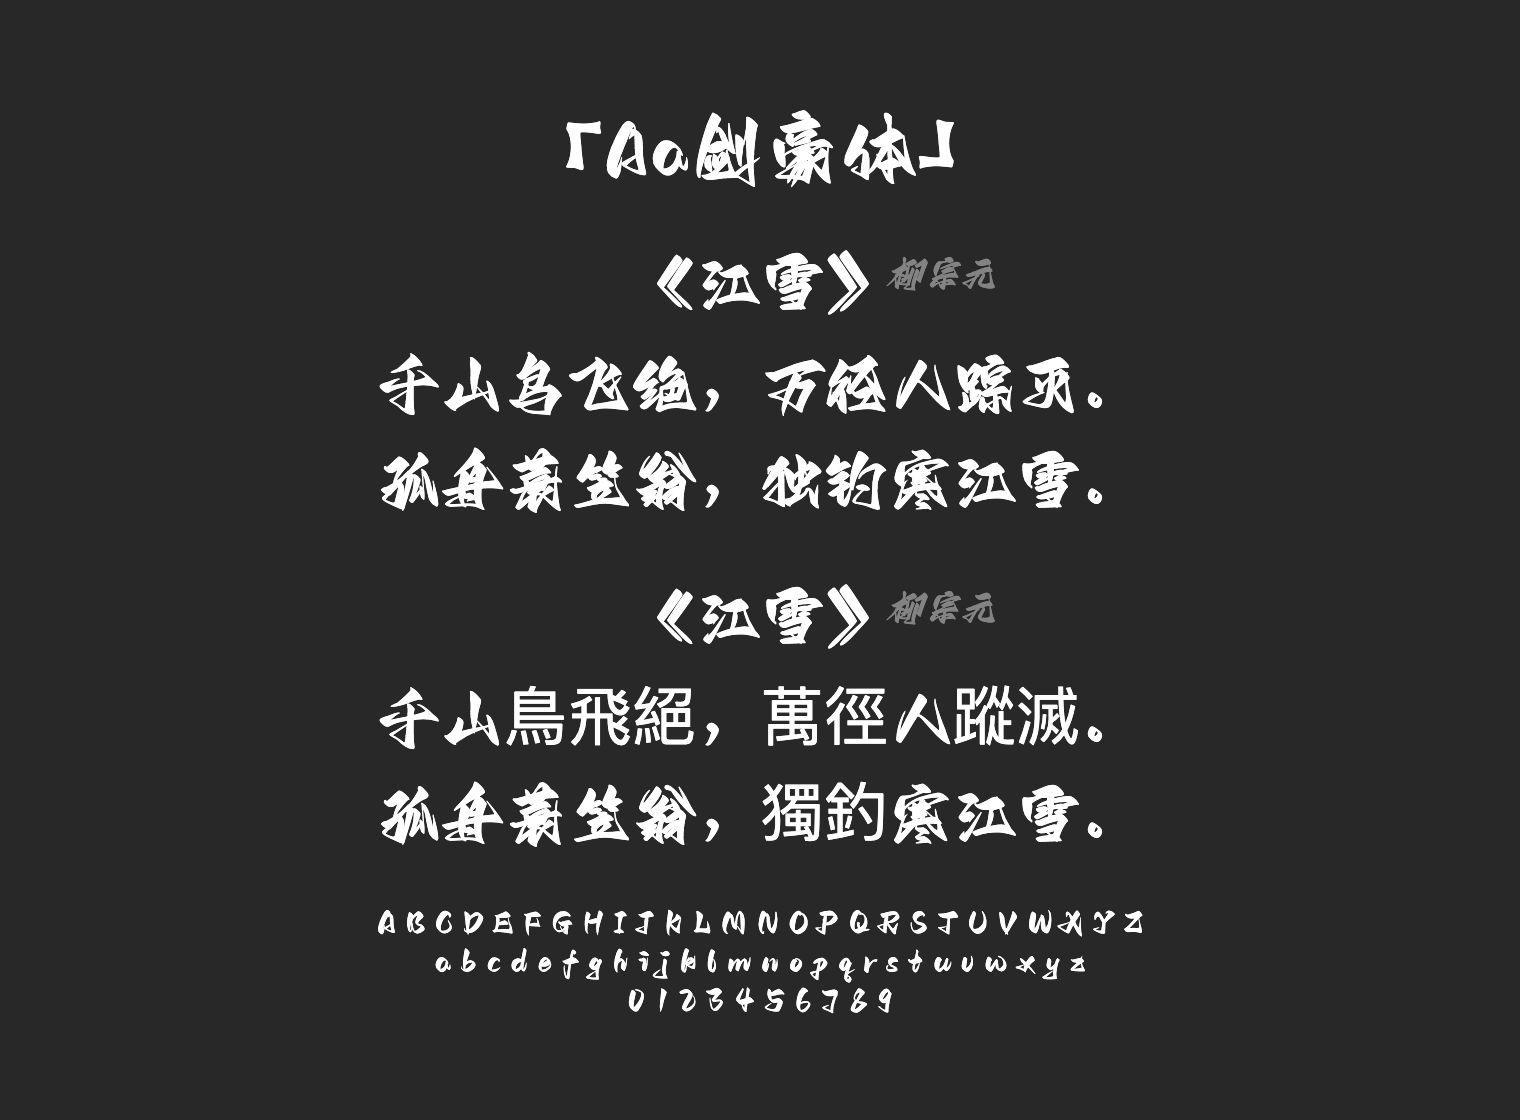 「Aa剑豪体」
《江雪》柳宗元
千山鸟飞绝，万径人踪灭。
孤舟蓑笠翁，独钓寒江雪。
《江雪》柳宗元
千山鳥飛絕，萬徑人蹤滅。
孤舟蓑笠翁，獨釣寒江雪。
ABCDEFGHIJKLMNOPQRSTUVWXYZ
abcdefghijklmnopqrstuvwxyz
0123456789